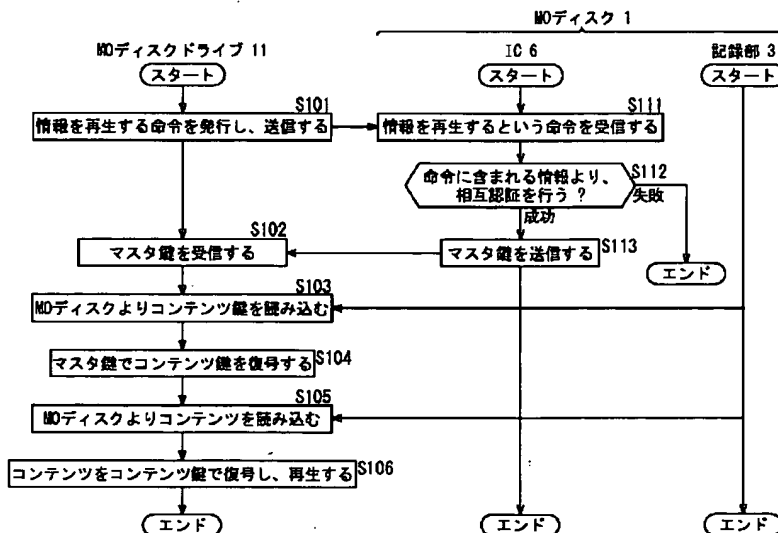 MOディスク 1
MOディスクドライブ 11
IC 6
記録部 3
スタート
スタート
スタート
S101
情報を再生する命令を発行し、送信する
S111
情報を再生するという命令を受信する
S112
命令に含まれる情報より、
相互認証を行う ?
失敗
成功
エンド
S102
マスタ鍵を受信する
S113
マスタ鍵を送信する
S103
MOディスクよりコンテンツ鍵を読み込む
S104
マスタ鍵でコンテンツ鍵を復号する
S105
MOディスクよりコンテンツを読み込む
S106
コンテンツをコンテンツ鍵で復号し、再生する
エンド
エンド
エンド